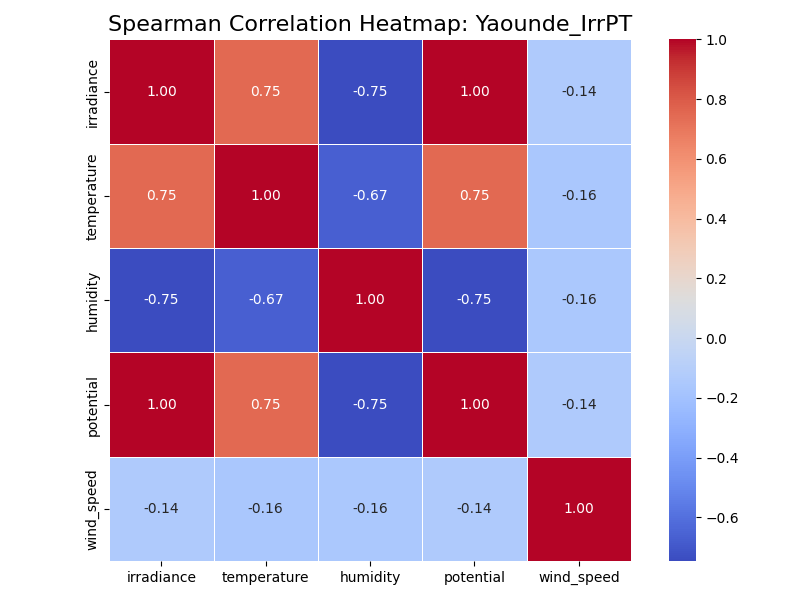 Spearman Correlation Heatmap: Yaounde_IrrPT
irradiance 1.00 0.75 -0.75 1.00 -0.14
temperature 0.75 1.00 -0.67 0.75 -0.16
humidity -0.75 -0.67 1.00 -0.75 -0.16
potential 1.00 0.75 -0.75 1.00 -0.14
wind_speed -0.14 -0.16 -0.16 -0.14 1.00
irradiance temperature humidity potential wind_speed
1.0
0.8
0.6
0.4
0.2
0.0
−0.2
−0.4
−0.6